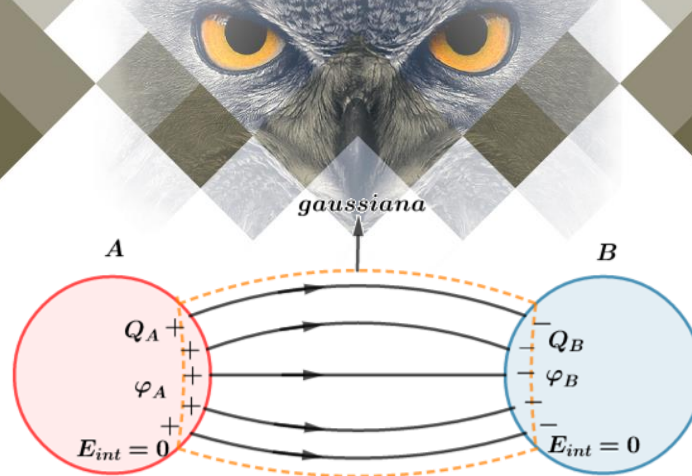 gaussiana
A
B
Q_A +
+
+
φ_A
+
+
E_int = 0
−
− Q_B
− φ_B
−
−
E_int = 0